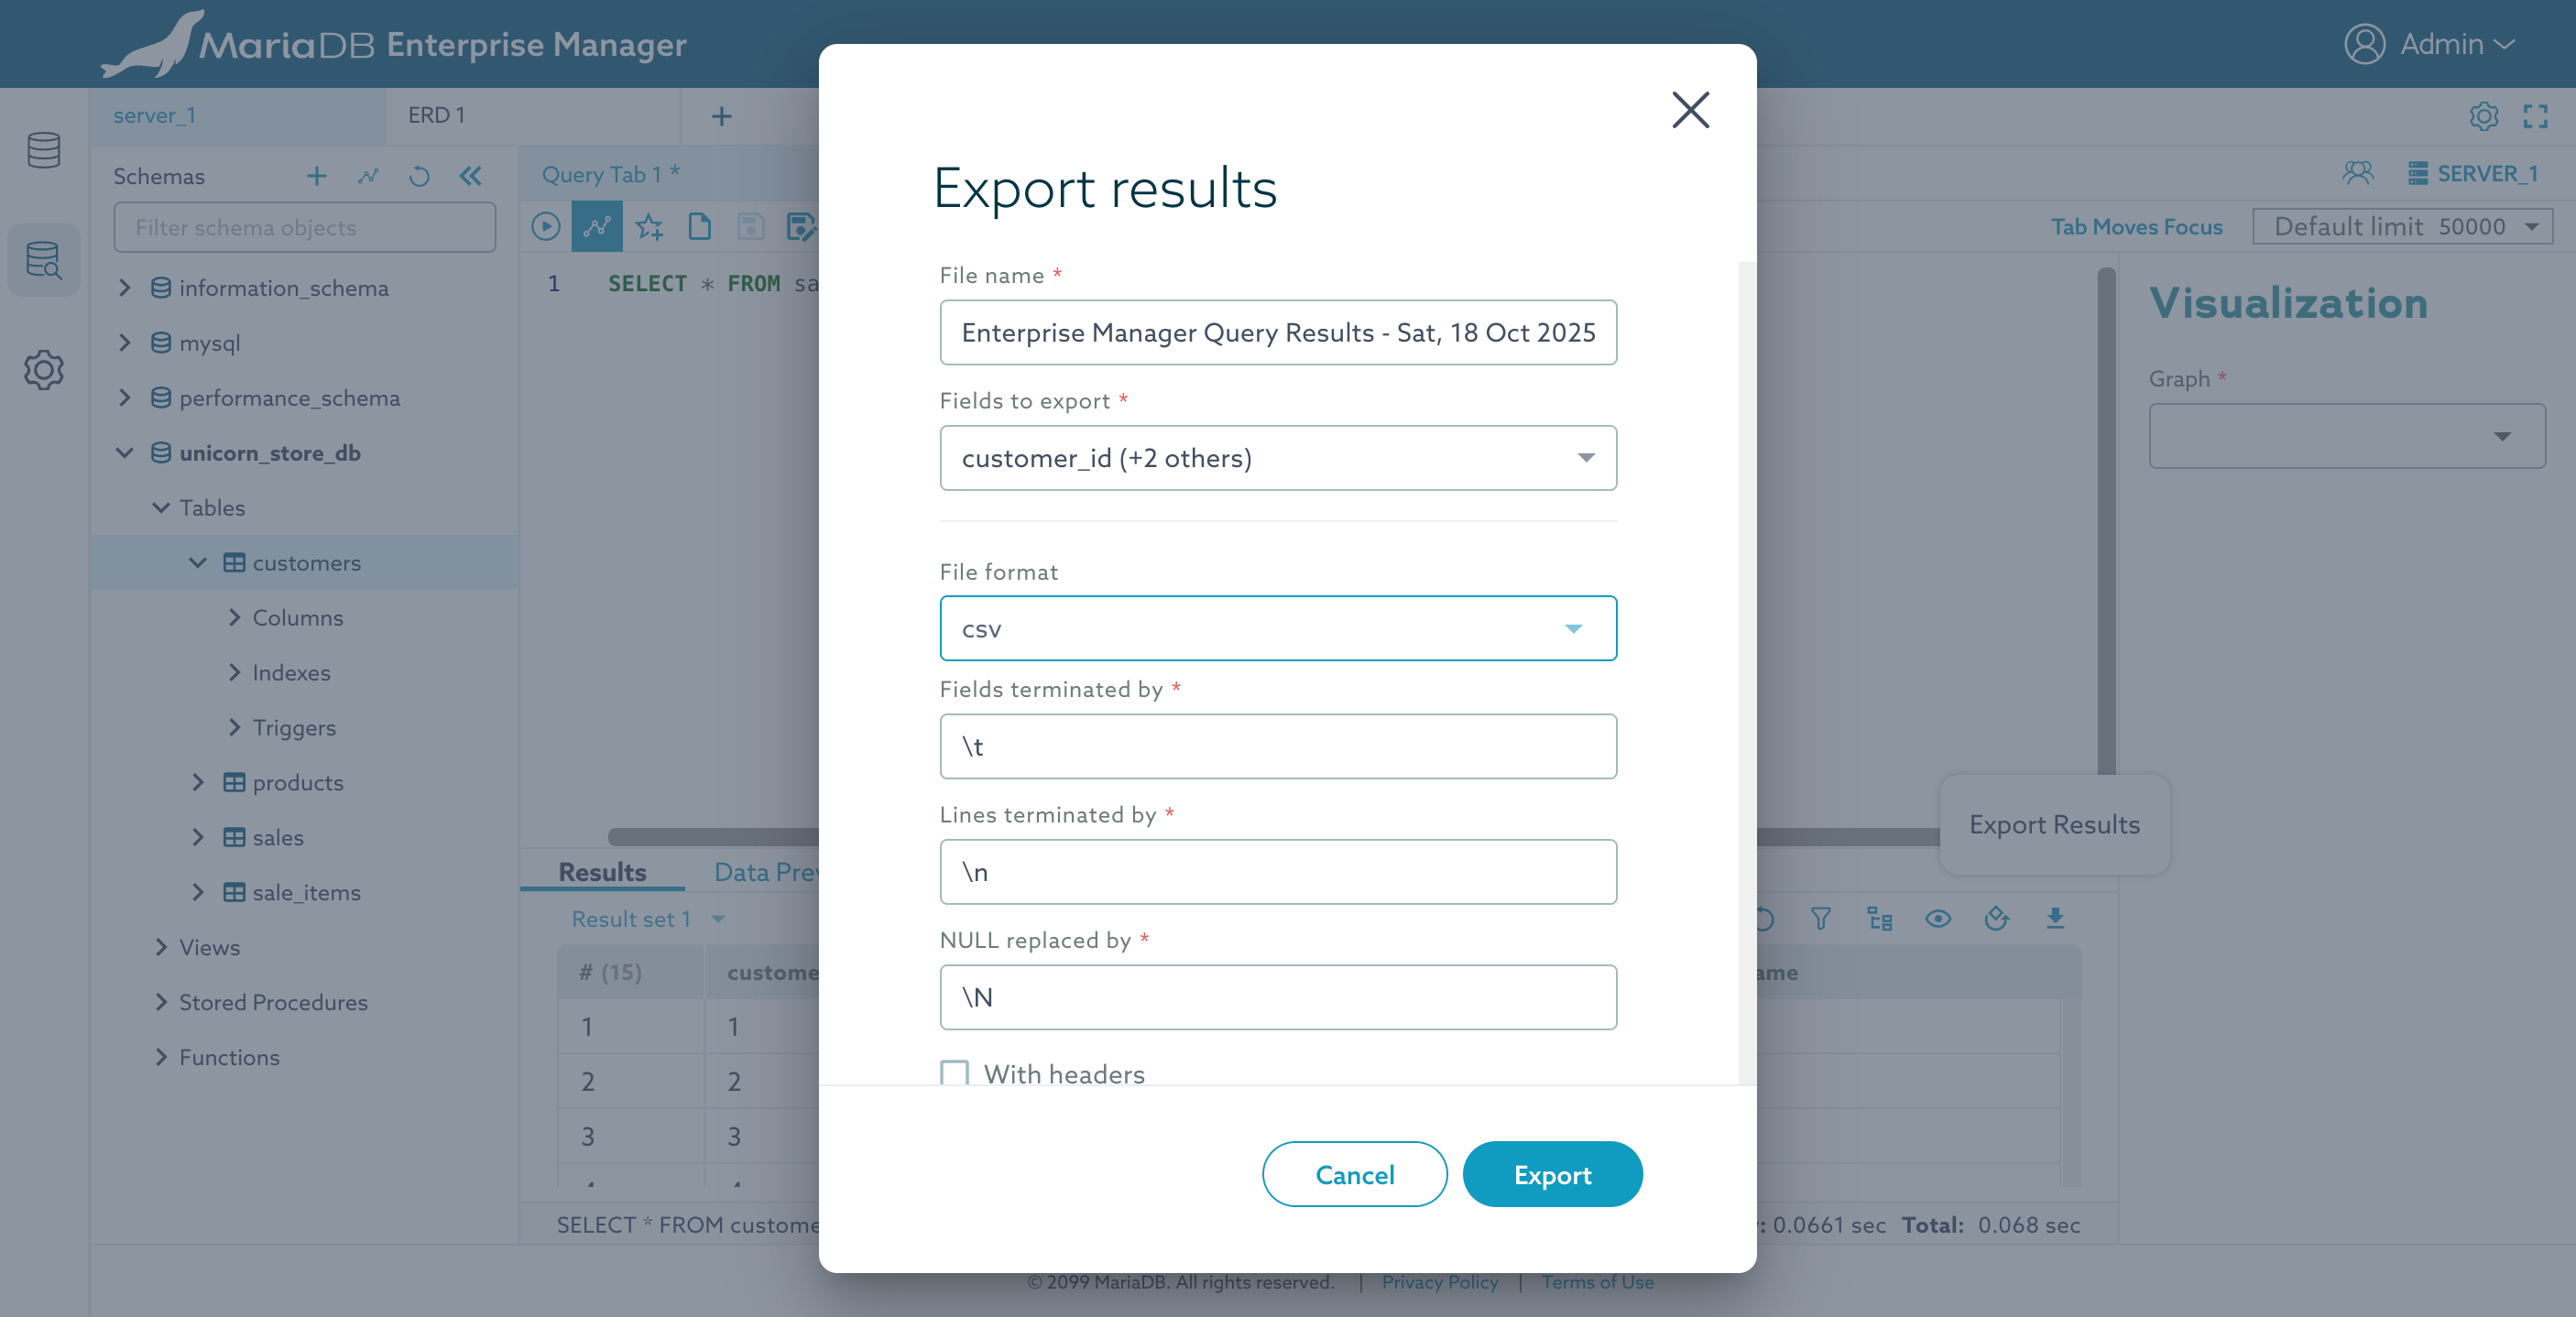 MariaDB Enterprise Manager
Admin
server_1
ERD 1
Schemas
Filter schema objects
information_schema
mysql
performance_schema
unicorn_store_db
Tables
customers
Columns
Indexes
Triggers
products
sales
sale_items
Views
Stored Procedures
Functions
Query Tab 1 *
SERVER_1
Tab Moves Focus
Default limit 50000
1 SELECT * FROM sa
Export results
File name *
Enterprise Manager Query Results - Sat, 18 Oct 2025
Fields to export *
customer_id (+2 others)
File format
csv
Fields terminated by *
\t
Lines terminated by *
\n
NULL replaced by *
\N
With headers
Cancel
Export
Visualization
Graph *
Export Results
Results
Data Prev
Result set 1
# (15) custome ame
1 1
2 2
3 3
SELECT * FROM custome
: 0.0661 sec Total: 0.068 sec
© 2099 MariaDB. All rights reserved. | Privacy Policy | Terms of Use